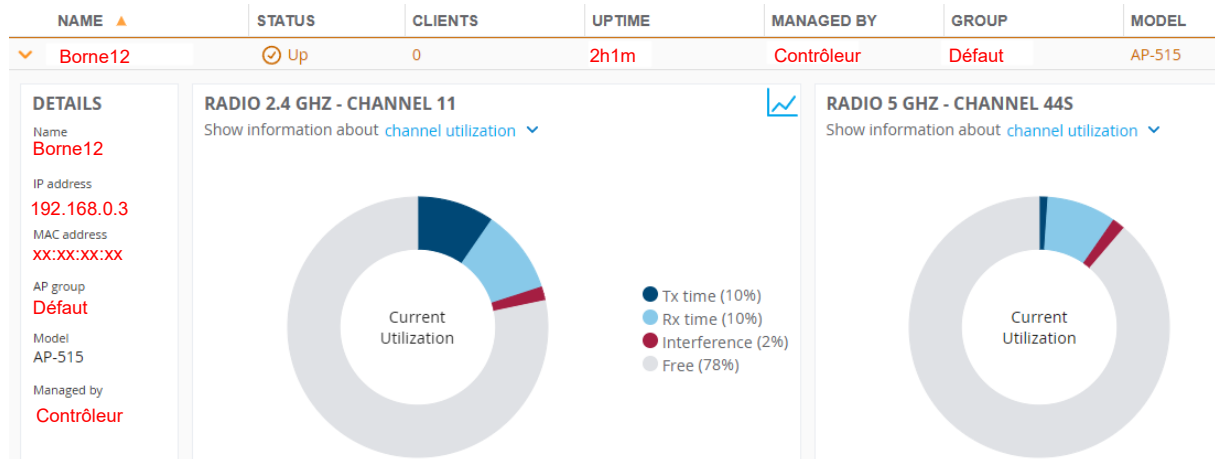 NAME ▲ STATUS CLIENTS UPTIME MANAGED BY GROUP MODEL
Borne12 Up 0 2h1m Contrôleur Défaut AP-515
DETAILS
Name
Borne12
IP address
192.168.0.3
MAC address
xx:xx:xx:xx
AP group
Défaut
Model
AP-515
Managed by
Contrôleur
RADIO 2.4 GHZ - CHANNEL 11
Show information about channel utilization
Current
Utilization
Tx time (10%)
Rx time (10%)
Interference (2%)
Free (78%)
RADIO 5 GHZ - CHANNEL 44S
Show information about channel utilization
Current
Utilization